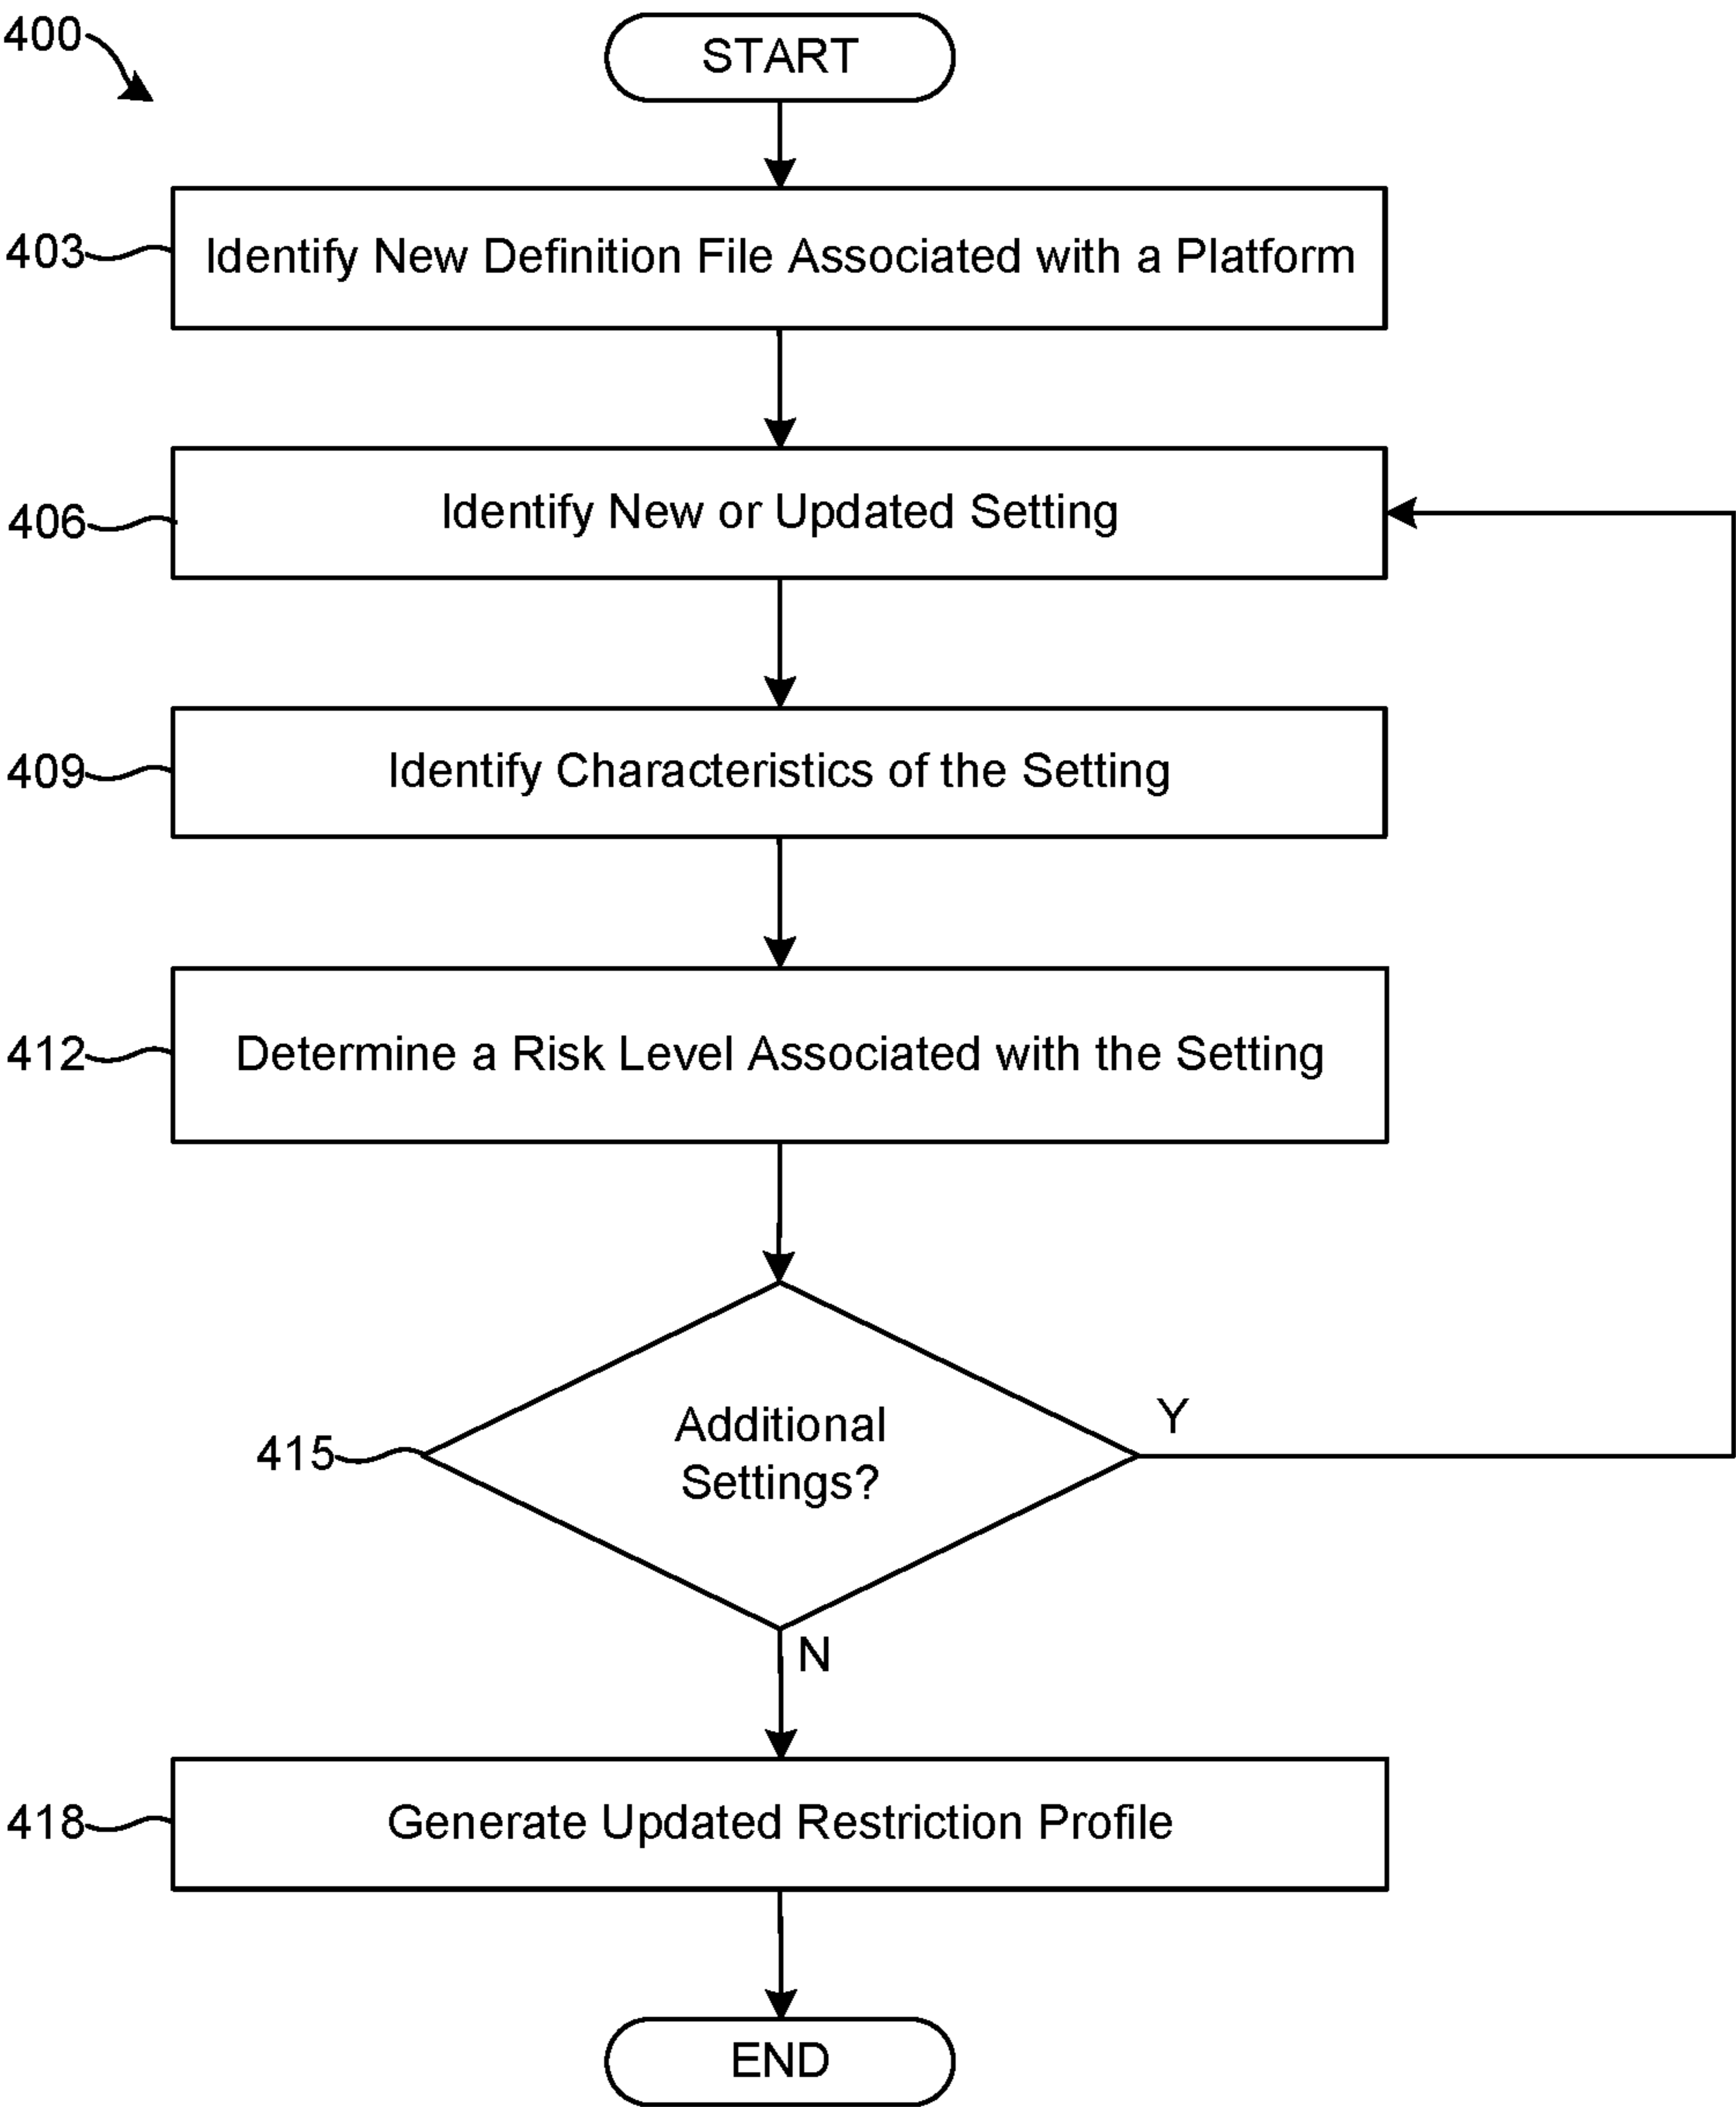 400
START
403
Identify New Definition File Associated with a Platform
406
Identify New or Updated Setting
409
Identify Characteristics of the Setting
412
Determine a Risk Level Associated with the Setting
415
Additional
Settings?
Y
N
418
Generate Updated Restriction Profile
END